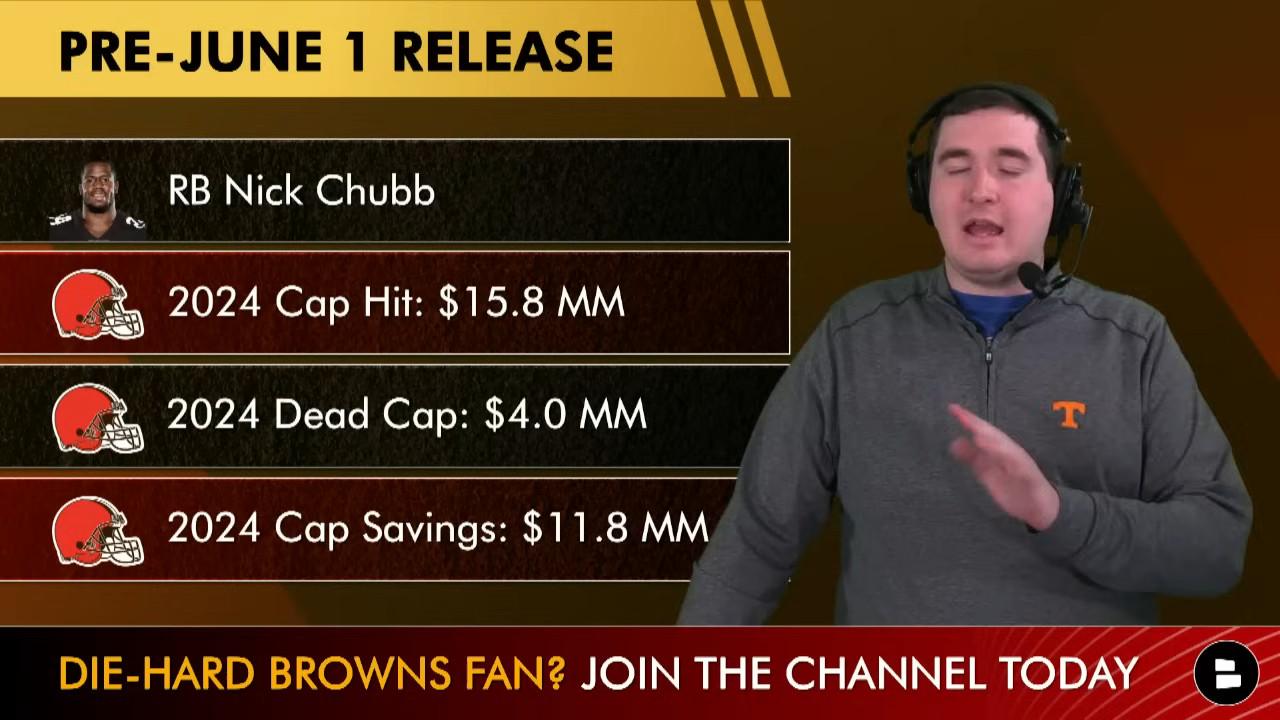 PRE-JUNE 1 RELEASE
RB Nick Chubb
2024 Cap Hit: $15.8 MM
2024 Dead Cap: $4.0 MM
2024 Cap Savings: $11.8 MM
T
DIE-HARD BROWNS FAN? JOIN THE CHANNEL TODAY